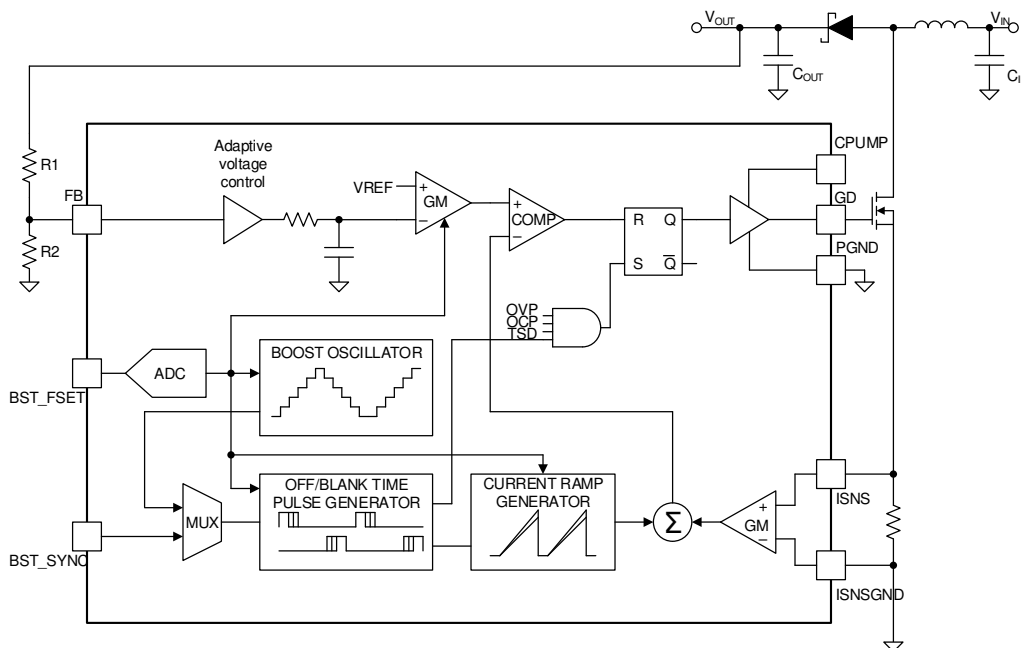 VOUT
VIN
COUT
CI
CPUMP
Adaptive
voltage
control
R1
FB
VREF
+
GM
−
+
COMP
−
R Q
S Q
GD
PGND
R2
OVP
OCP
TSD
BOOST OSCILLATOR
ADC
BST_FSET
OFF/BLANK TIME
PULSE GENERATOR
CURRENT RAMP
GENERATOR
ISNS
MUX
Σ
+
GM
−
BST_SYNC
ISNSGND